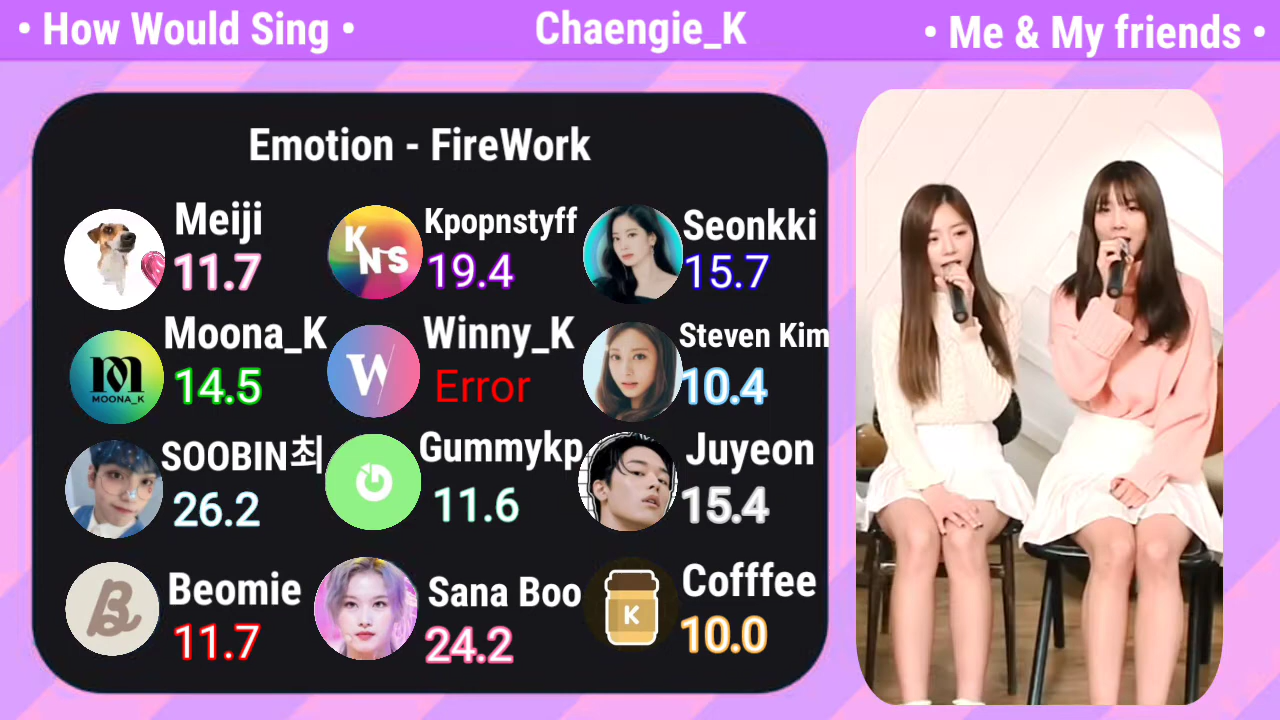 • How Would Sing •
Chaengie_K
• Me & My friends •
Emotion - FireWork
Meiji
11.7
KNS
Kpopnstyff
19.4
Seonkki
15.7
MOONA_K
Moona_K
14.5
W
Winny_K
Error
Steven Kim
10.4
SOOBIN최
26.2
G
Gummykp
11.6
Juyeon
15.4
B
Beomie
11.7
Sana Boo
24.2
K
Cofffee
10.0